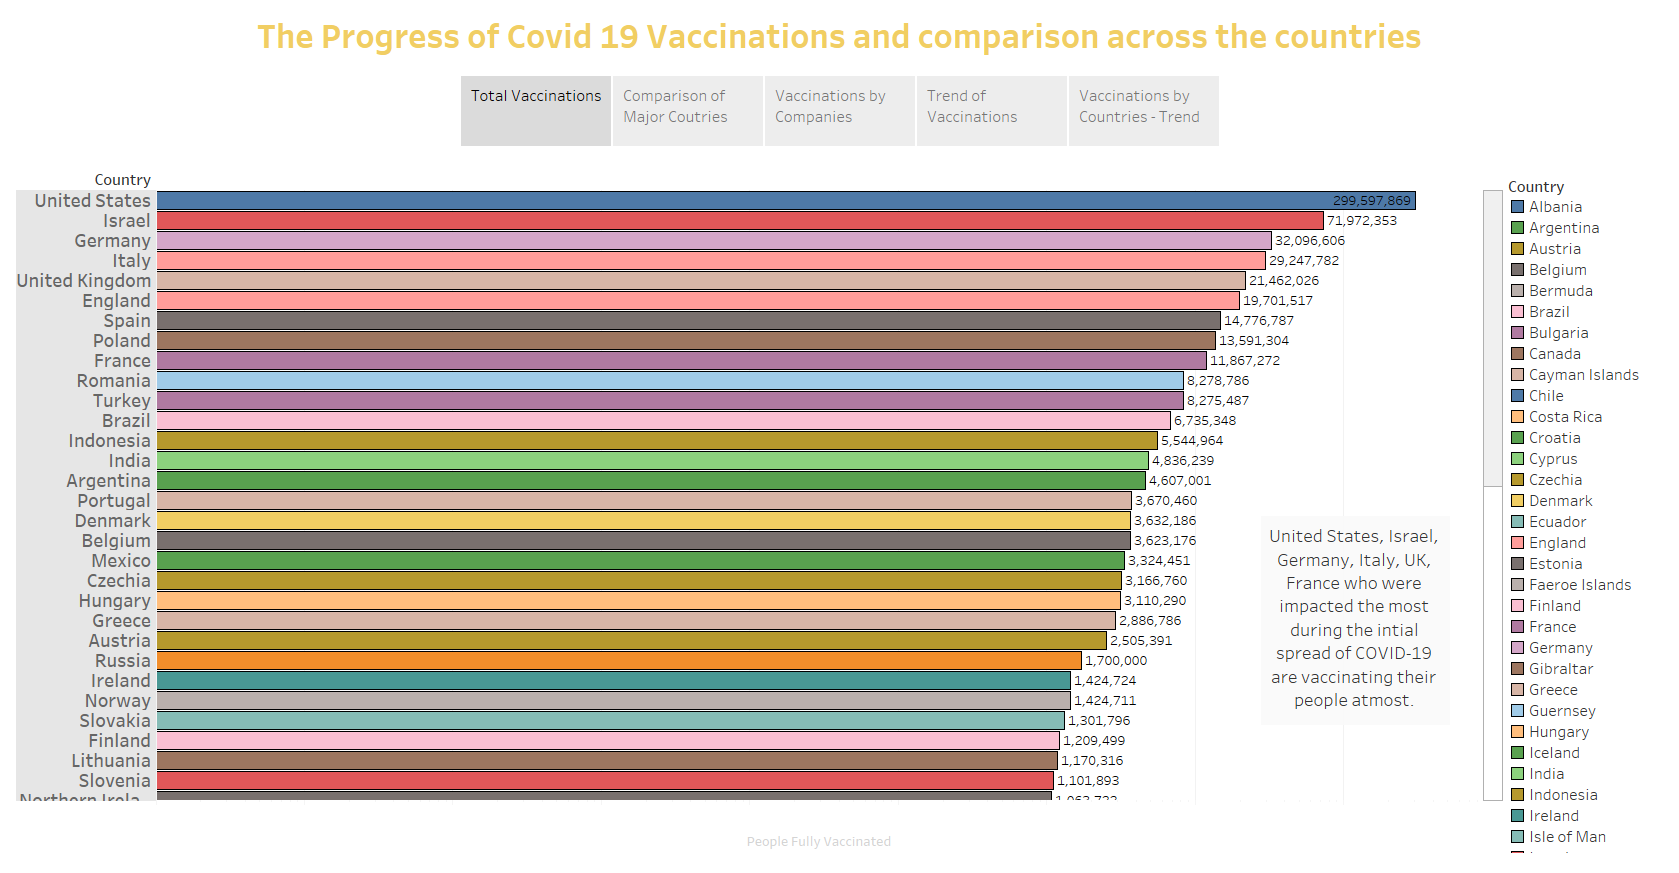 The Progress of Covid 19 Vaccinations and comparison across the countries
Total Vaccinations
Comparison of
Major Coutries
Vaccinations by
Companies
Trend of
Vaccinations
Vaccinations by
Countries - Trend
Country
United States 299,597,869
Israel 71,972,353
Germany 32,096,606
Italy 29,247,782
United Kingdom 21,462,026
England 19,701,517
Spain 14,776,787
Poland 13,591,304
France 11,867,272
Romania 8,278,786
Turkey 8,275,487
Brazil 6,735,348
Indonesia 5,544,964
India 4,836,239
Argentina 4,607,001
Portugal 3,670,460
Denmark 3,632,186
Belgium 3,623,176
Mexico 3,324,451
Czechia 3,166,760
Hungary 3,110,290
Greece 2,886,786
Austria 2,505,391
Russia 1,700,000
Ireland 1,424,724
Norway 1,424,711
Slovakia 1,301,796
Finland 1,209,499
Lithuania 1,170,316
Slovenia 1,101,893
Northern Irela..
United States, Israel,
Germany, Italy, UK,
France who were
impacted the most
during the intial
spread of COVID-19
are vaccinating their
people atmost.
People Fully Vaccinated
Country
Albania
Argentina
Austria
Belgium
Bermuda
Brazil
Bulgaria
Canada
Cayman Islands
Chile
Costa Rica
Croatia
Cyprus
Czechia
Denmark
Ecuador
England
Estonia
Faeroe Islands
Finland
France
Germany
Gibraltar
Greece
Guernsey
Hungary
Iceland
India
Indonesia
Ireland
Isle of Man